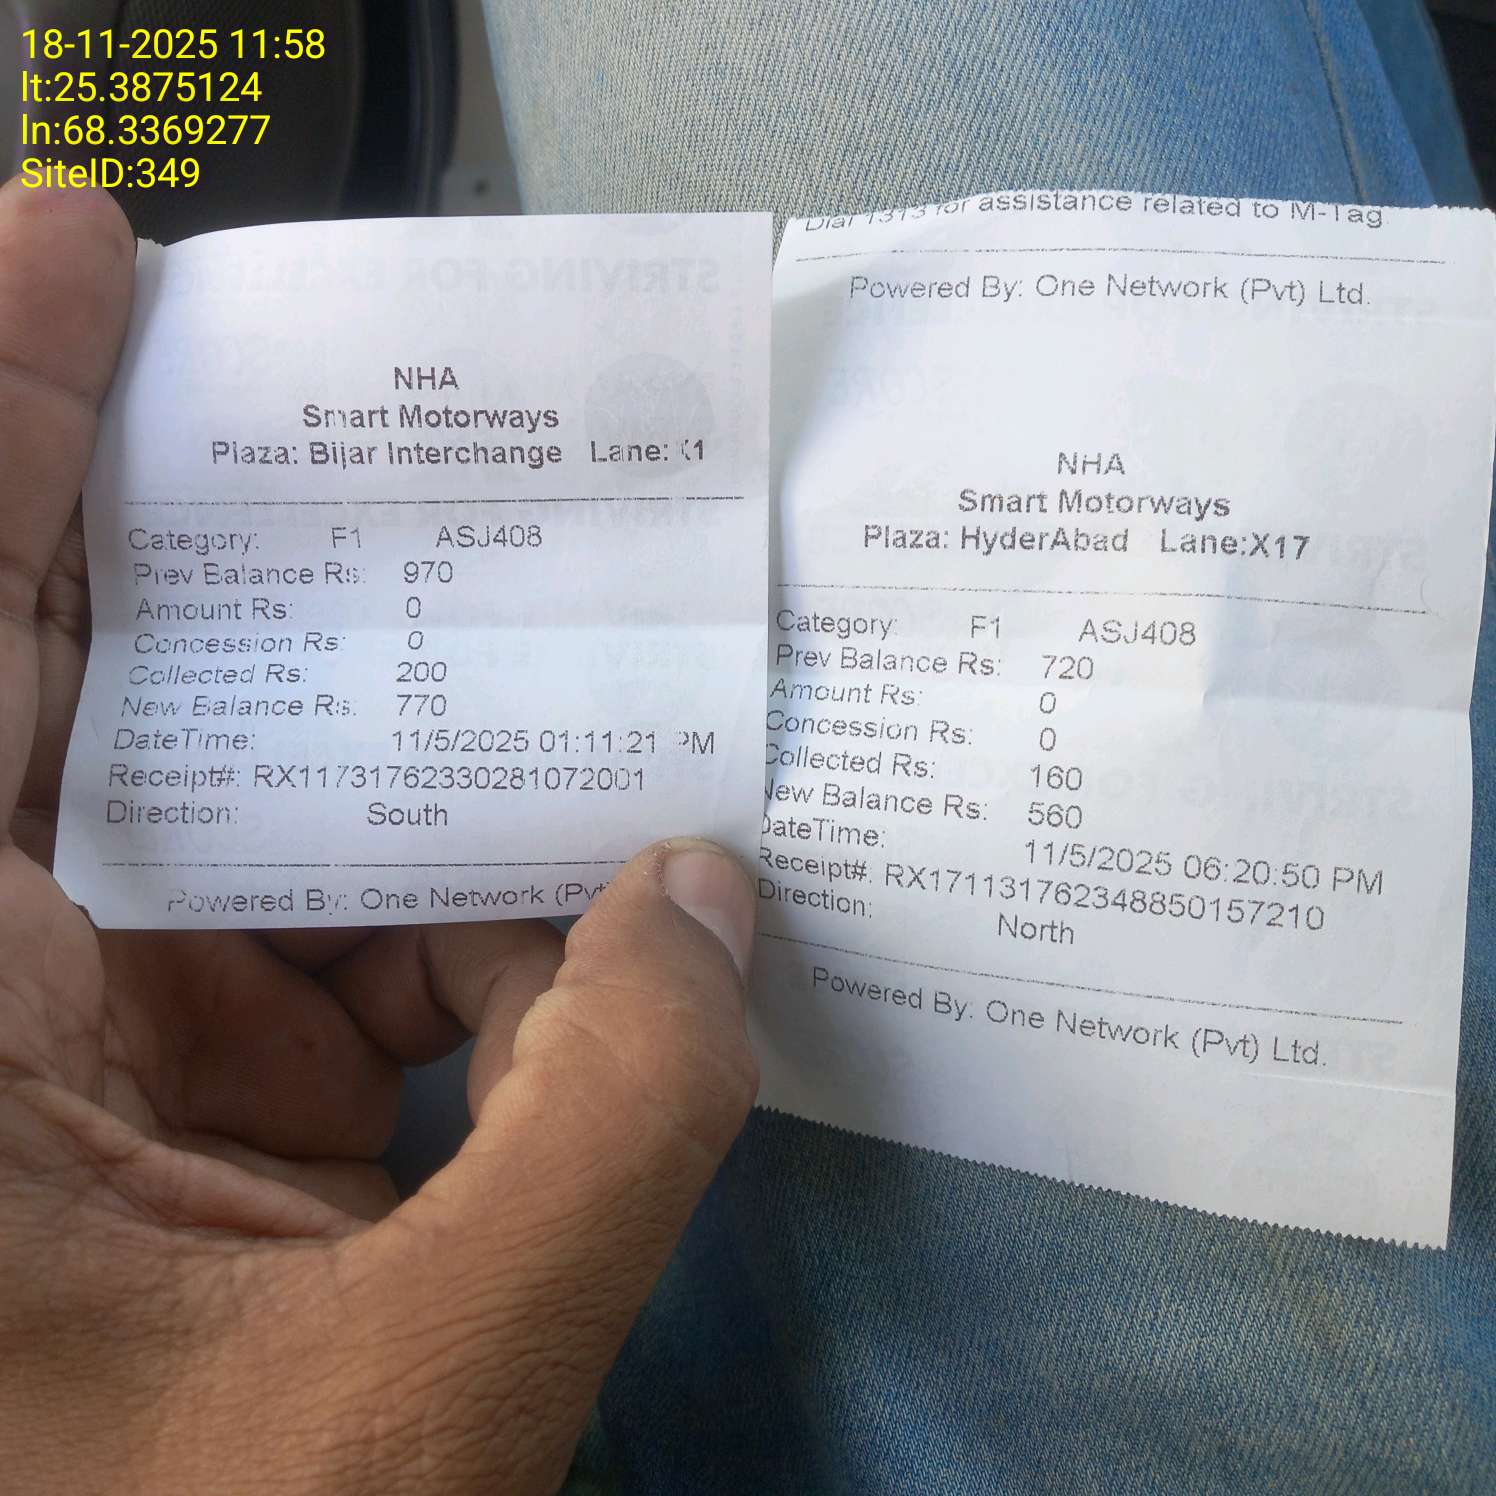 18-11-2025 11:58
lt:25.3875124
ln:68.3369277
SiteID:349
NHA
Smart Motorways
Plaza: Bijar Interchange Lane:
Category: F1 ASJ408
Prev Balance Rs: 970
Amount Rs: 0
Concession Rs: 0
Collected Rs: 200
New Balance Rs: 770
DateTime: 11/5/2025 01:11:21 PM
Receipt#: RX11731762330281072001
Direction: South
Powered By: One Network
Dial 1313 for assistance related to M-Tag
Powered By: One Network (Pvt) Ltd.
NHA
Smart Motorways
Plaza: HyderAbad Lane:X17
Category: F1 ASJ408
Prev Balance Rs: 720
Amount Rs: 0
Concession Rs: 0
Collected Rs: 160
New Balance Rs: 560
DateTime: 11/5/2025 06:20:50 PM
Receipt#: RX171131762348850157210
Direction: North
Powered By: One Network (Pvt) Ltd.